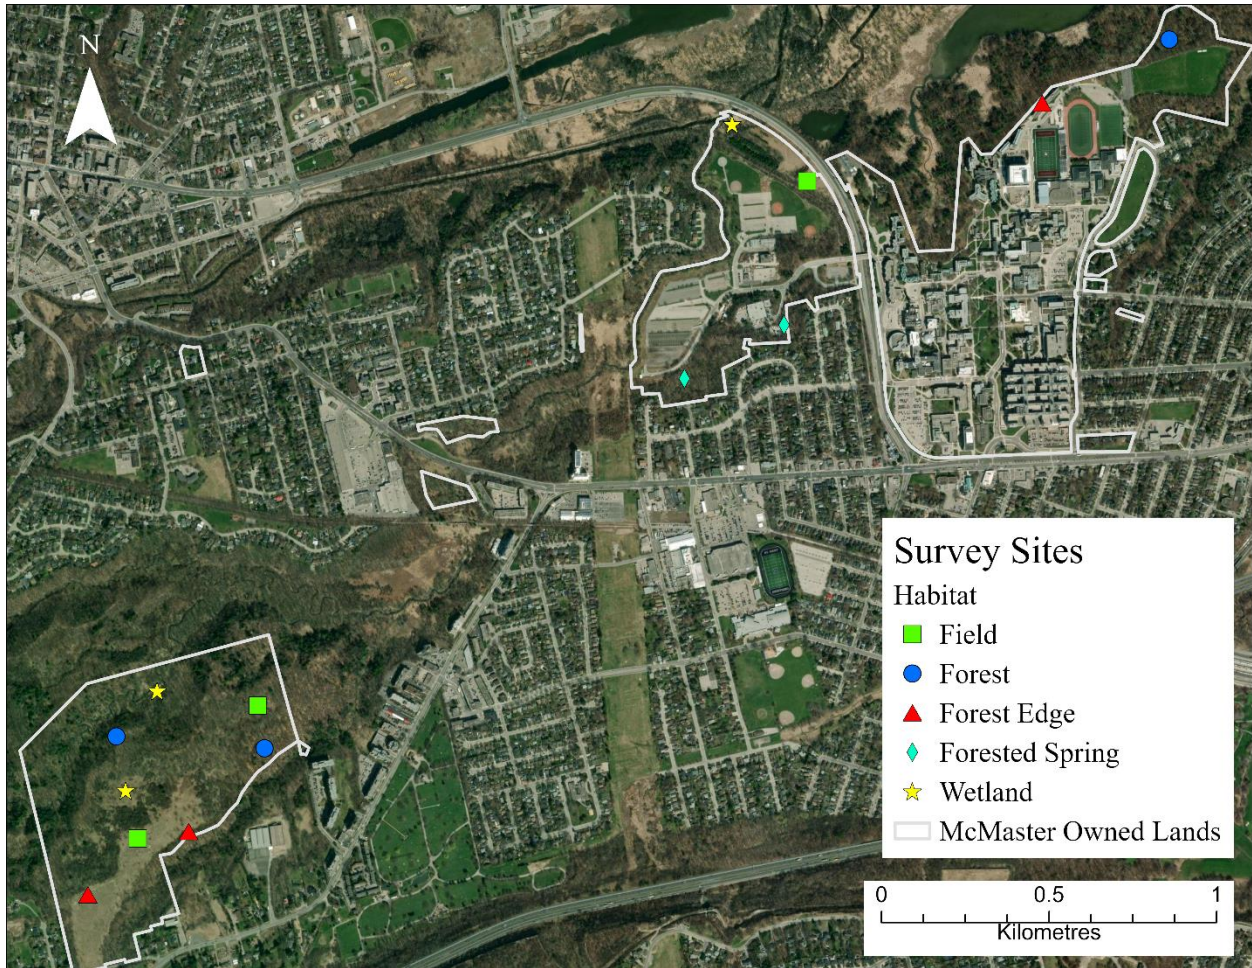 N
Survey Sites
Habitat
Field
Forest
Forest Edge
Forested Spring
Wetland
McMaster Owned Lands
0 0.5 1
Kilometres